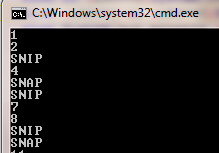 C:\Windows\system32\cmd.exe
1
2
SNIP
4
SNAP
SNIP
7
8
SNIP
SNAP